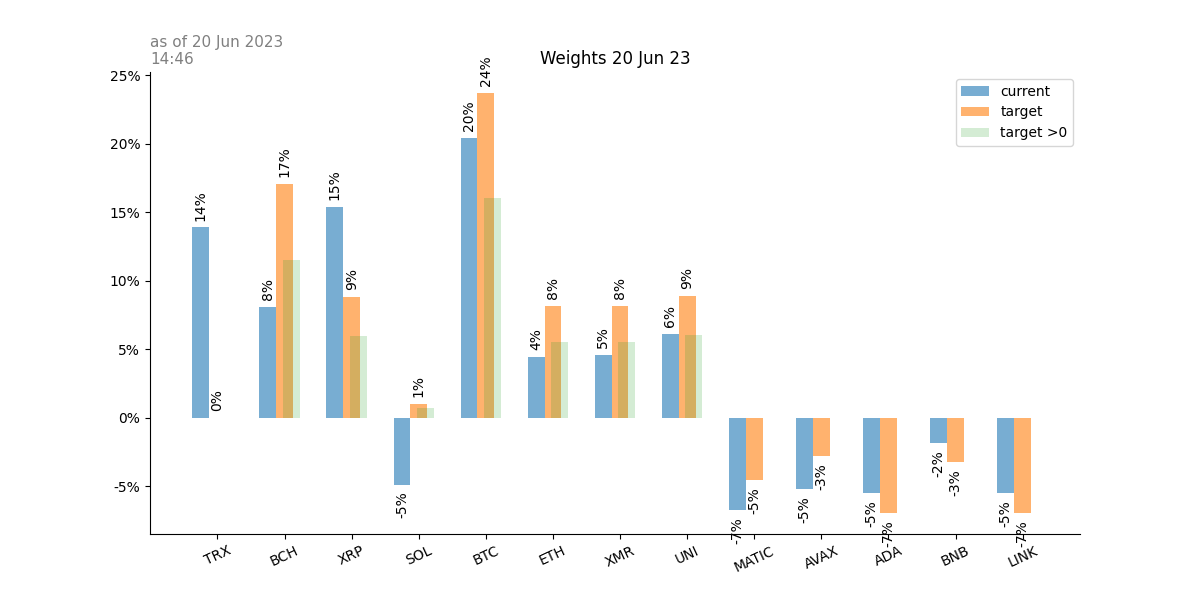 as of 20 Jun 2023
14:46
Weights 20 Jun 23
current
target
target >0
25%
20%
15%
10%
5%
0%
-5%
14%
0%
8%
17%
15%
9%
-5%
1%
20%
24%
4%
8%
5%
8%
6%
9%
-7%
-5%
-5%
-3%
-5%
-7%
-2%
-3%
-5%
-7%
TRX
BCH
XRP
SOL
BTC
ETH
XMR
UNI
MATIC
AVAX
ADA
BNB
LINK